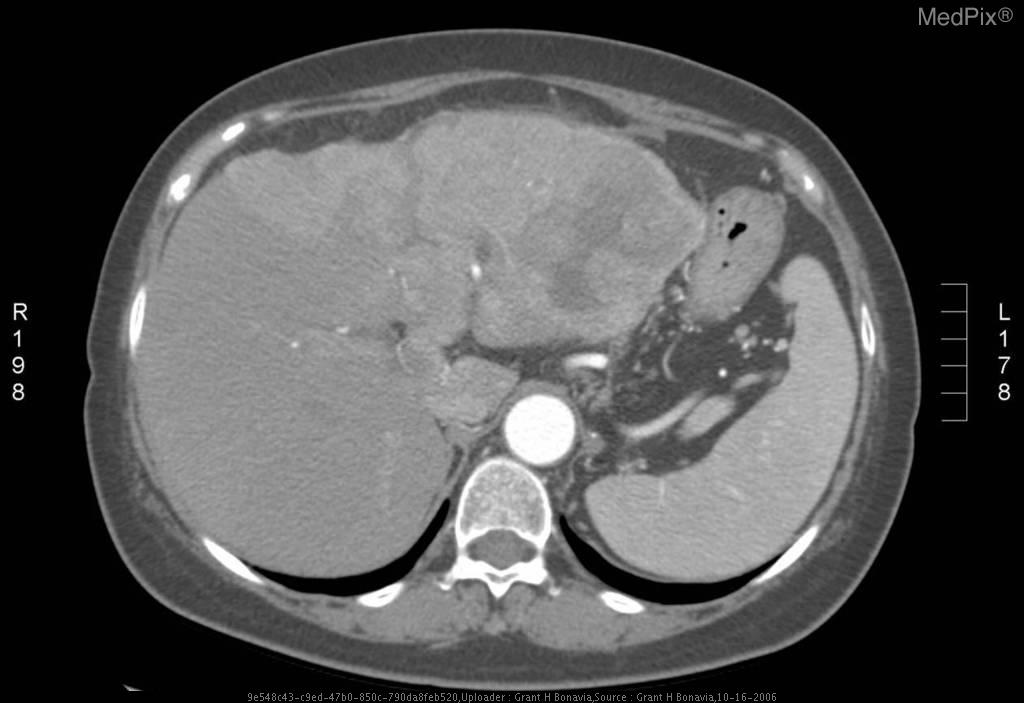 MedPix®
R
1
9
8
L
1
7
8
9e548c43-c9ed-47b0-850c-790da8feb520,Uploader : Grant H Bonavia,Source : Grant H Bonavia,10-16-2006